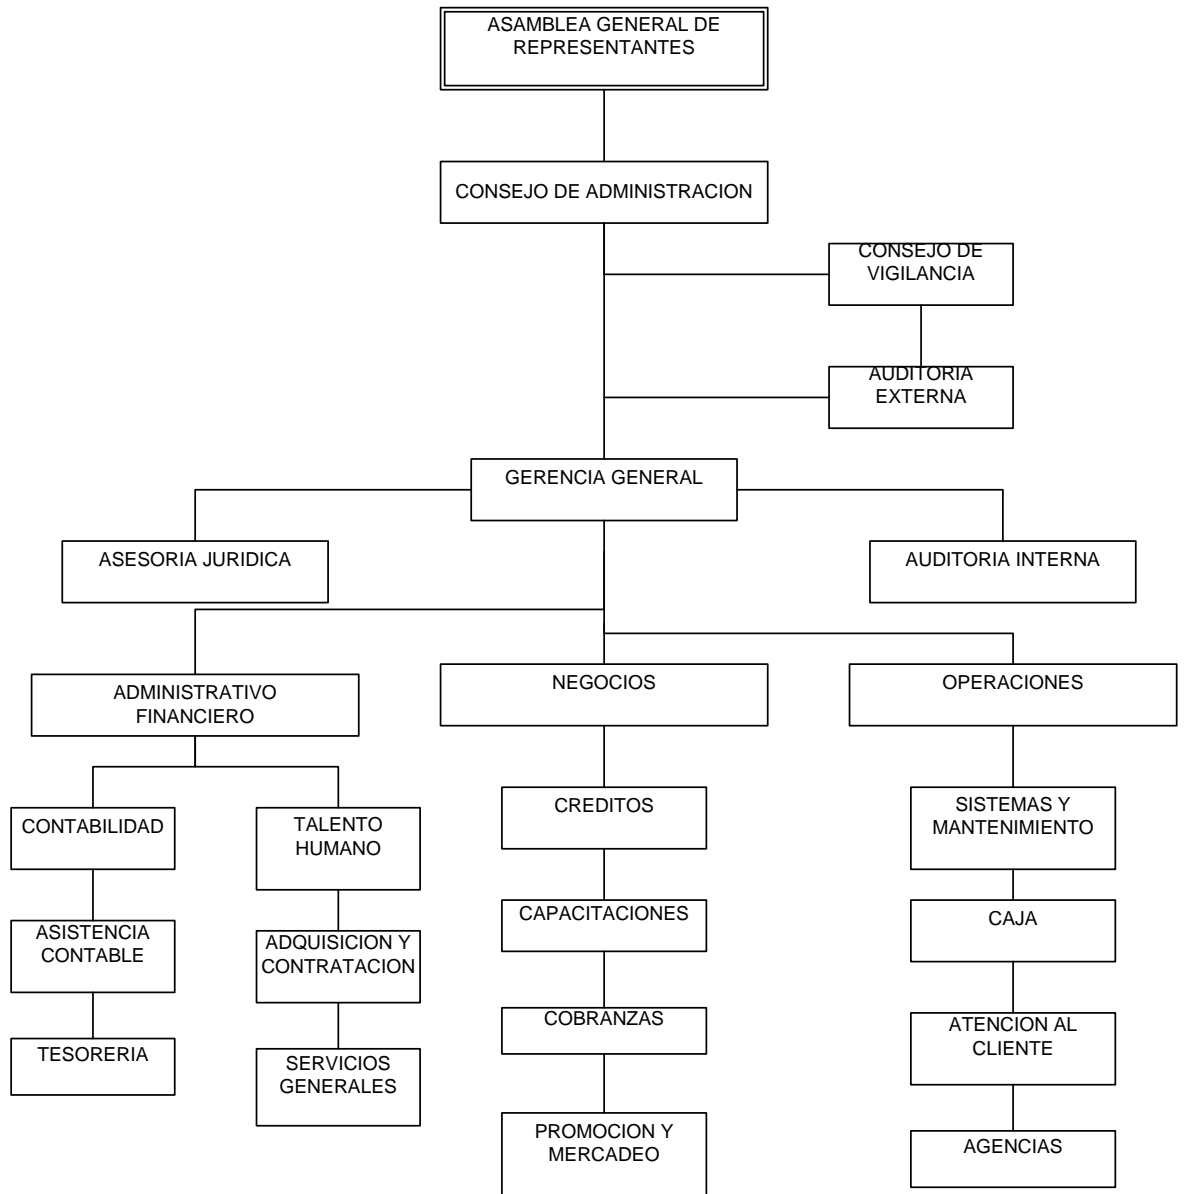 ASAMBLEA GENERAL DE
REPRESENTANTES
CONSEJO DE ADMINISTRACION
CONSEJO DE
VIGILANCIA
AUDITORIA
EXTERNA
GERENCIA GENERAL
ASESORIA JURIDICA
AUDITORIA INTERNA
ADMINISTRATIVO
FINANCIERO
NEGOCIOS
OPERACIONES
CONTABILIDAD
TALENTO
HUMANO
CREDITOS
SISTEMAS Y
MANTENIMIENTO
ASISTENCIA
CONTABLE
ADQUISICION Y
CONTRATACION
CAPACITACIONES
CAJA
TESORERIA
SERVICIOS
GENERALES
COBRANZAS
ATENCION AL
CLIENTE
PROMOCION Y
MERCADEO
AGENCIAS